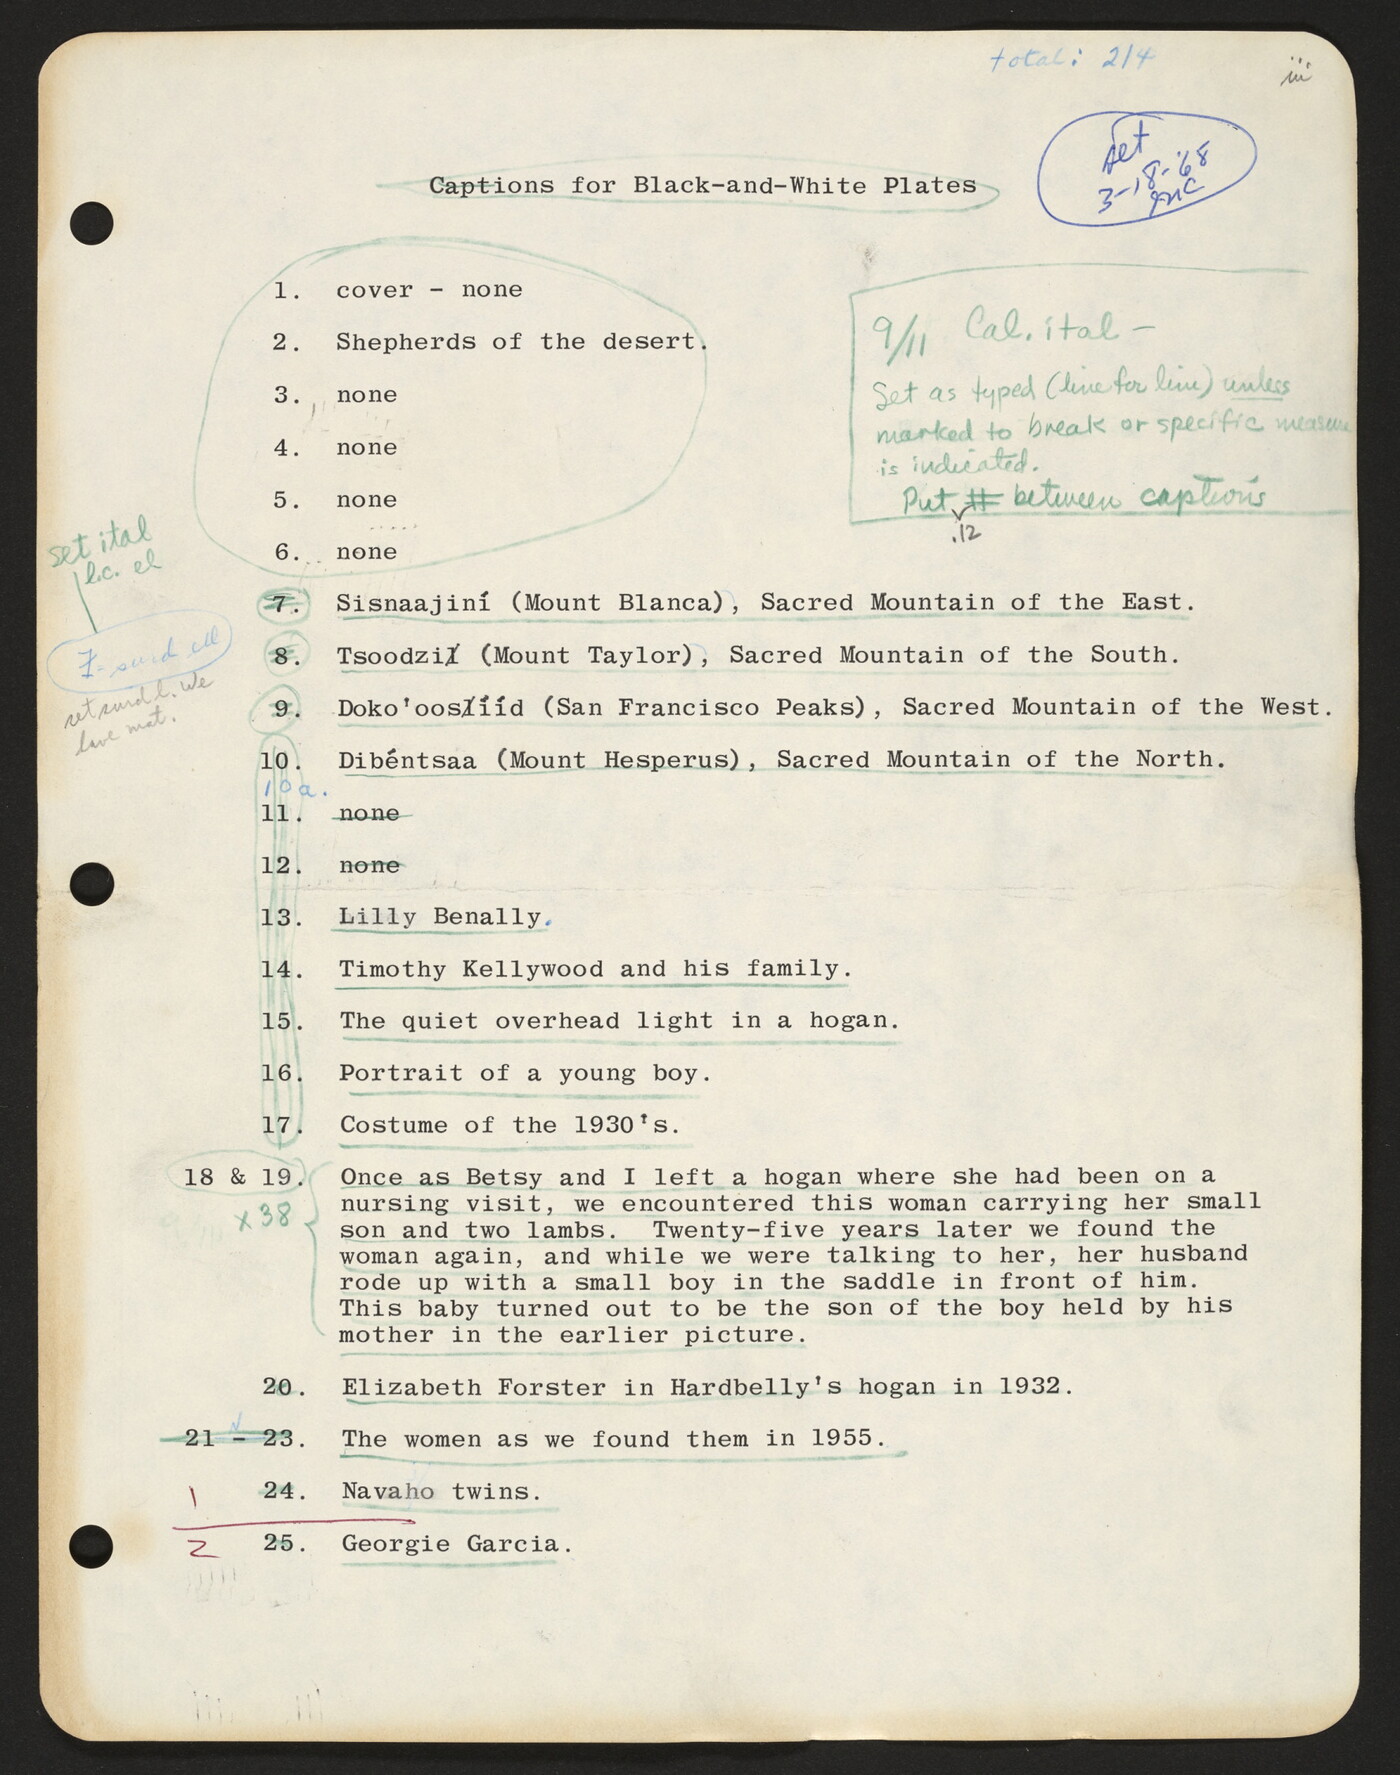 total: 214
iii
set
3-18-'68
Captions for Black-and-White Plates
1. cover - none
2. Shepherds of the desert.
3. none
4. none
5. none
6. none
9/11 Cal. ital —
Set as typed (line for line) unless
marked to break or specific measure
is indicated.
Put # between captions
.12
set ital
l.c. el
ł - surd ell
set surd l. We
have mat.
7. Sisnaajiní (Mount Blanca), Sacred Mountain of the East.
8. Tsoodził (Mount Taylor), Sacred Mountain of the South.
9. Doko'oosłííd (San Francisco Peaks), Sacred Mountain of the West.
10. Dibéntsaa (Mount Hesperus), Sacred Mountain of the North.
10a.
11. none
12. none
13. Lilly Benally.
14. Timothy Kellywood and his family.
15. The quiet overhead light in a hogan.
16. Portrait of a young boy.
17. Costume of the 1930's.
18 & 19. Once as Betsy and I left a hogan where she had been on a
x38 nursing visit, we encountered this woman carrying her small
son and two lambs. Twenty-five years later we found the
woman again, and while we were talking to her, her husband
rode up with a small boy in the saddle in front of him.
This baby turned out to be the son of the boy held by his
mother in the earlier picture.
20. Elizabeth Forster in Hardbelly's hogan in 1932.
21 - 23. The women as we found them in 1955.
1 24. Navaho twins.
2 25. Georgie Garcia.